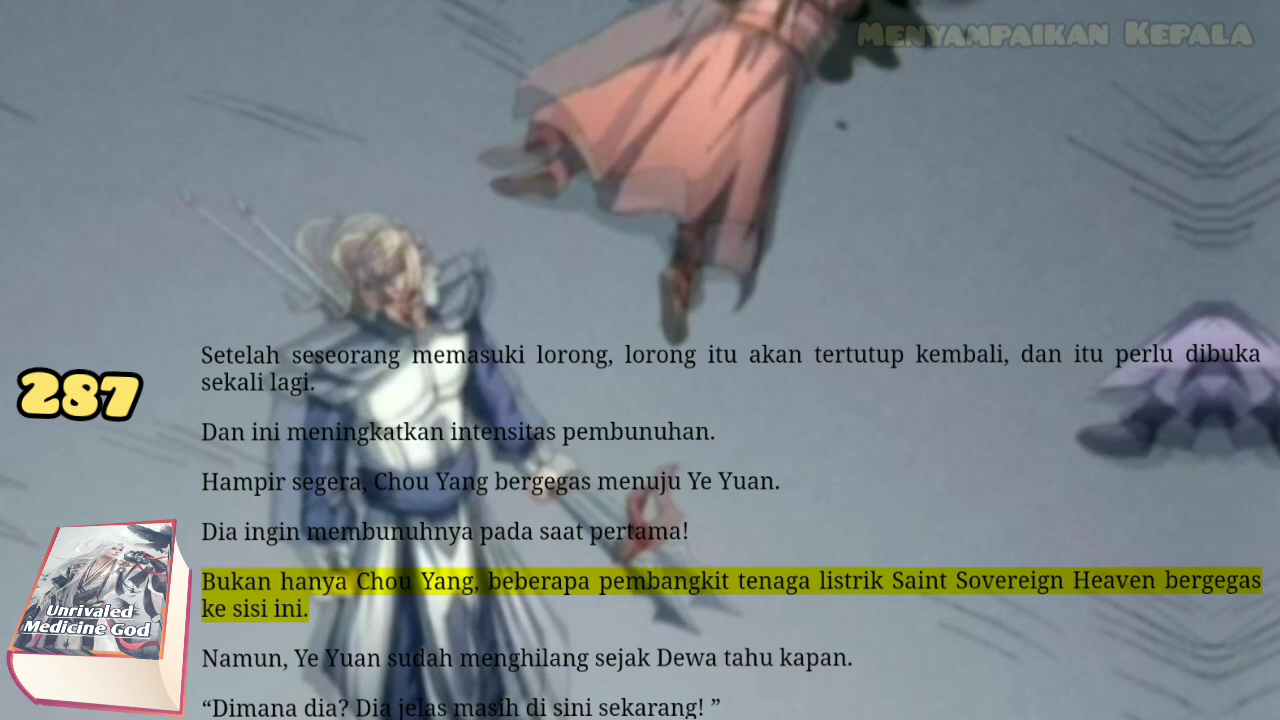 Menyampaikan Kepala
Setelah seseorang memasuki lorong, lorong itu akan tertutup kembali, dan itu perlu dibuka
sekali lagi.
287
Dan ini meningkatkan intensitas pembunuhan.
Hampir segera, Chou Yang bergegas menuju Ye Yuan.
Dia ingin membunuhnya pada saat pertama!
Bukan hanya Chou Yang, beberapa pembangkit tenaga listrik Saint Sovereign Heaven bergegas
ke sisi ini.
Unrivaled
Medicine God
Namun, Ye Yuan sudah menghilang sejak Dewa tahu kapan.
“Dimana dia? Dia jelas masih di sini sekarang! ”